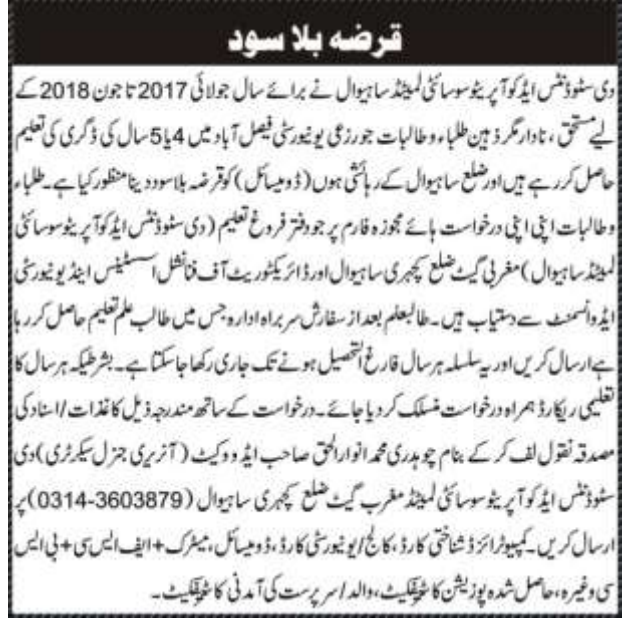 قرضہ بلا سود
دی سٹوڈنٹس ایڈ کوآپریٹو سوسائٹی لمیٹڈ ساہیوال نے برائے سال جولائی 2017 تا جون 2018 کے
لیے مستحق، نادار مگر ذہین طلباء و طالبات جو زرعی یونیورسٹی فیصل آباد میں 4 یا 5 سال کی ڈگری کی تعلیم
حاصل کر رہے ہیں اور ضلع ساہیوال کے رہائشی ہوں (ڈومیسائل) کو قرضہ بلا سود دینا منظور کیا ہے۔ طلباء
و طالبات اپنی اپنی درخواست ہائے مجوزہ فارم پر جو دفتر فروغ تعلیم (دی سٹوڈنٹس ایڈ کوآپریٹو سوسائٹی
لمیٹڈ ساہیوال) مغربی گیٹ ضلع کچہری ساہیوال اور ڈائریکٹوریٹ آف فنانشل اسسٹینس اینڈ یونیورسٹی
ایڈوانسمنٹ سے دستیاب ہیں۔ طالبعلم بعد از سفارش سربراہ ادارہ جس میں طالب علم تعلیم حاصل کر رہا
ہے ارسال کریں اور یہ سلسلہ ہر سال فارغ التحصیل ہونے تک جاری رکھا جا سکتا ہے۔ بشرطیکہ ہر سال کا
تعلیمی ریکارڈ ہمراہ درخواست منسلک کر دیا جائے۔ درخواست کے ساتھ مندرجہ ذیل کاغذات/اسناد کی
مصدقہ نقول لف کر کے بنام چوہدری محمد انوار الحق صاحب ایڈووکیٹ (آنریری جنرل سیکرٹری) دی
سٹوڈنٹس ایڈ کوآپریٹو سوسائٹی لمیٹڈ مغرب گیٹ ضلع کچہری ساہیوال (0314-3603879) پر
ارسال کریں۔ کمپیوٹرائزڈ شناختی کارڈ، کالج/یونیورسٹی کارڈ، ڈومیسائل، میٹرک + ایف ایس سی + بی ایس
سی وغیرہ، حاصل شدہ پوزیشن کا سرٹیفکیٹ، والد/سرپرست کی آمدنی کا سرٹیفکیٹ۔